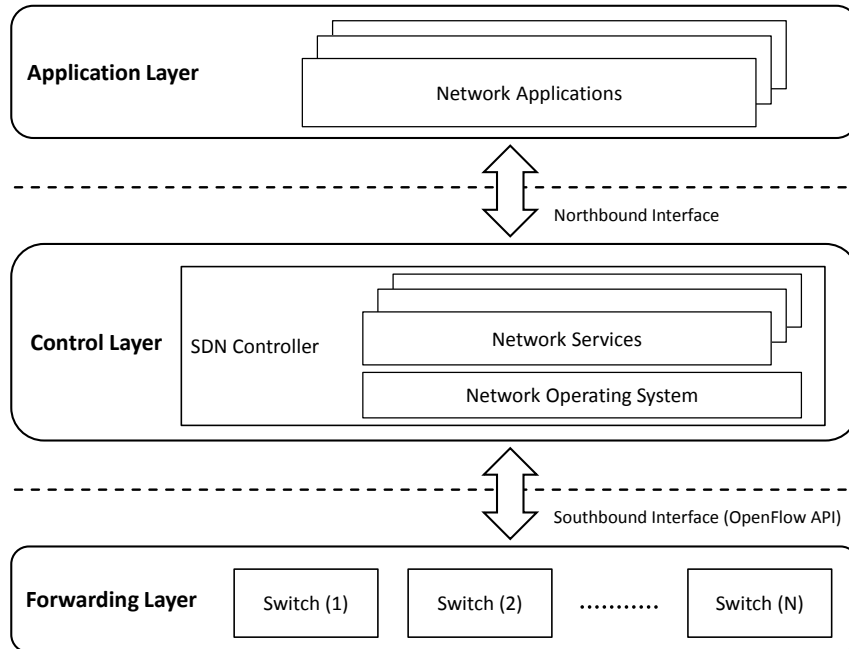 Application Layer
Network Applications
Northbound Interface
Control Layer
SDN Controller
Network Services
Network Operating System
Southbound Interface (OpenFlow API)
Forwarding Layer
Switch (1)
Switch (2)
...........
Switch (N)